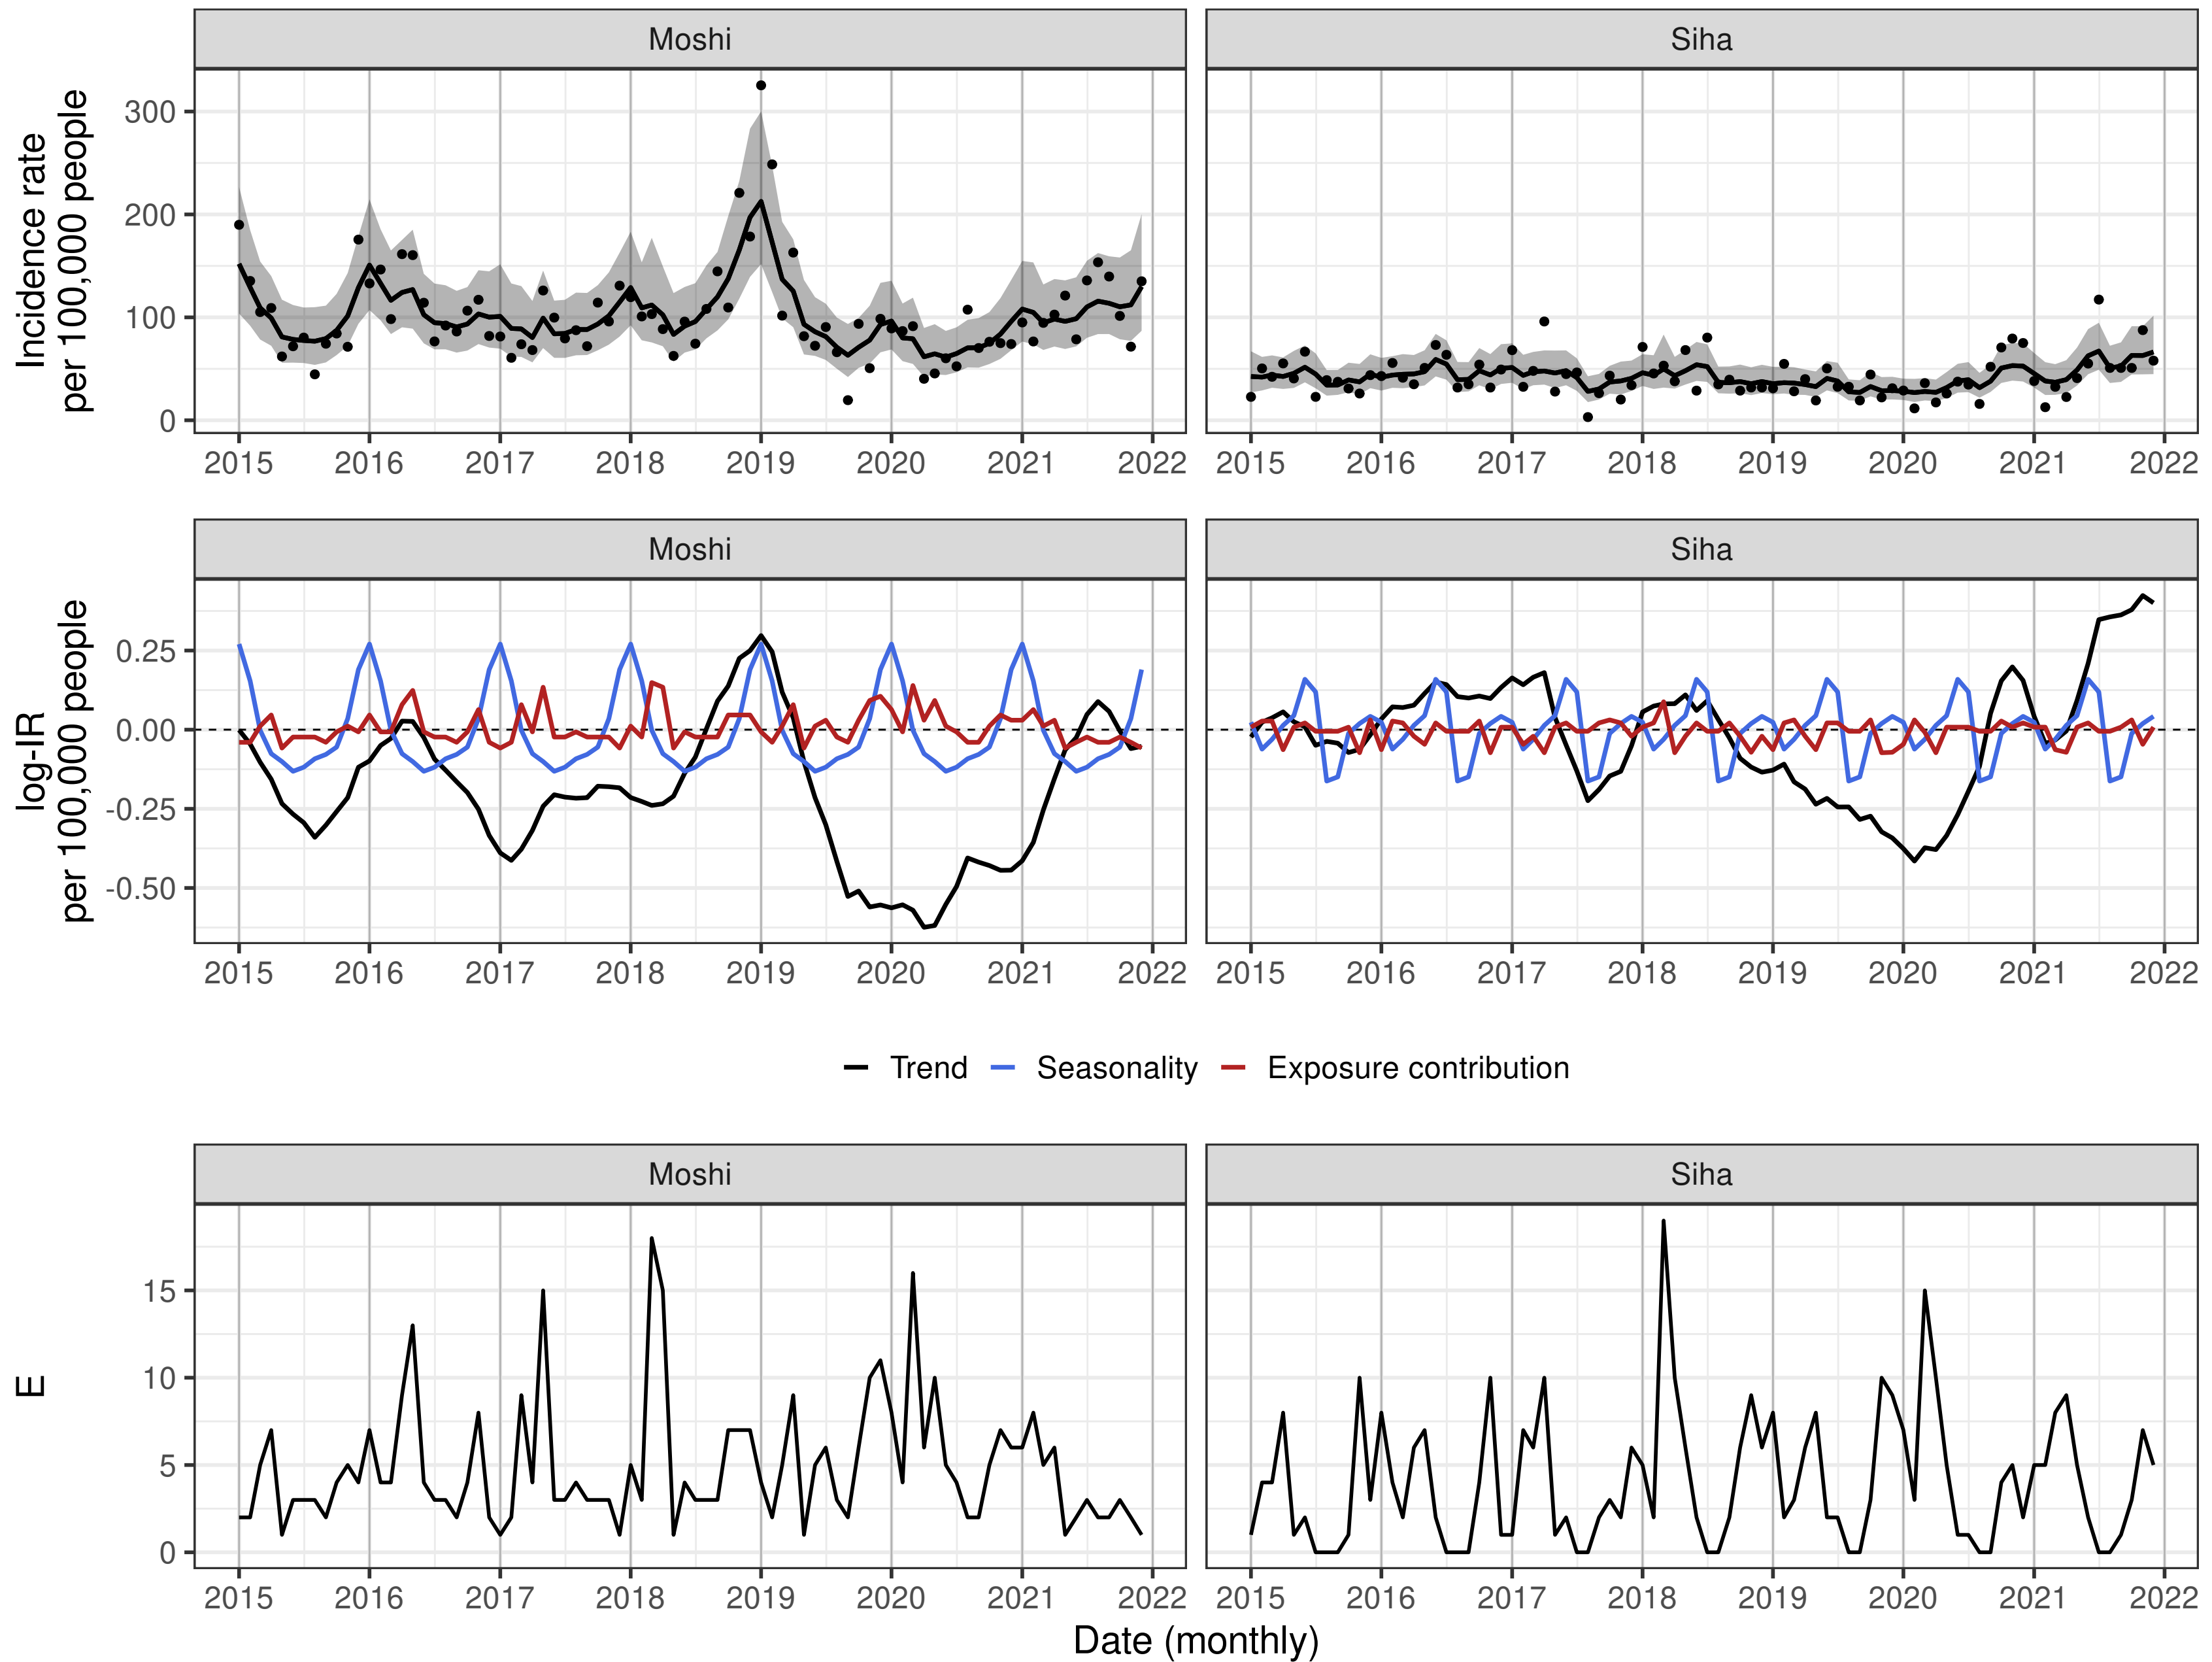 Moshi Siha
Incidence rate
per 100,000 people
300
200
100
0
2015 2016 2017 2018 2019 2020 2021 2022 2015 2016 2017 2018 2019 2020 2021 2022
Moshi Siha
log-IR
per 100,000 people
0.25
0.00
-0.25
-0.50
2015 2016 2017 2018 2019 2020 2021 2022 2015 2016 2017 2018 2019 2020 2021 2022
Trend Seasonality Exposure contribution
Moshi Siha
E
15
10
5
0
2015 2016 2017 2018 2019 2020 2021 2022 2015 2016 2017 2018 2019 2020 2021 2022
Date (monthly)